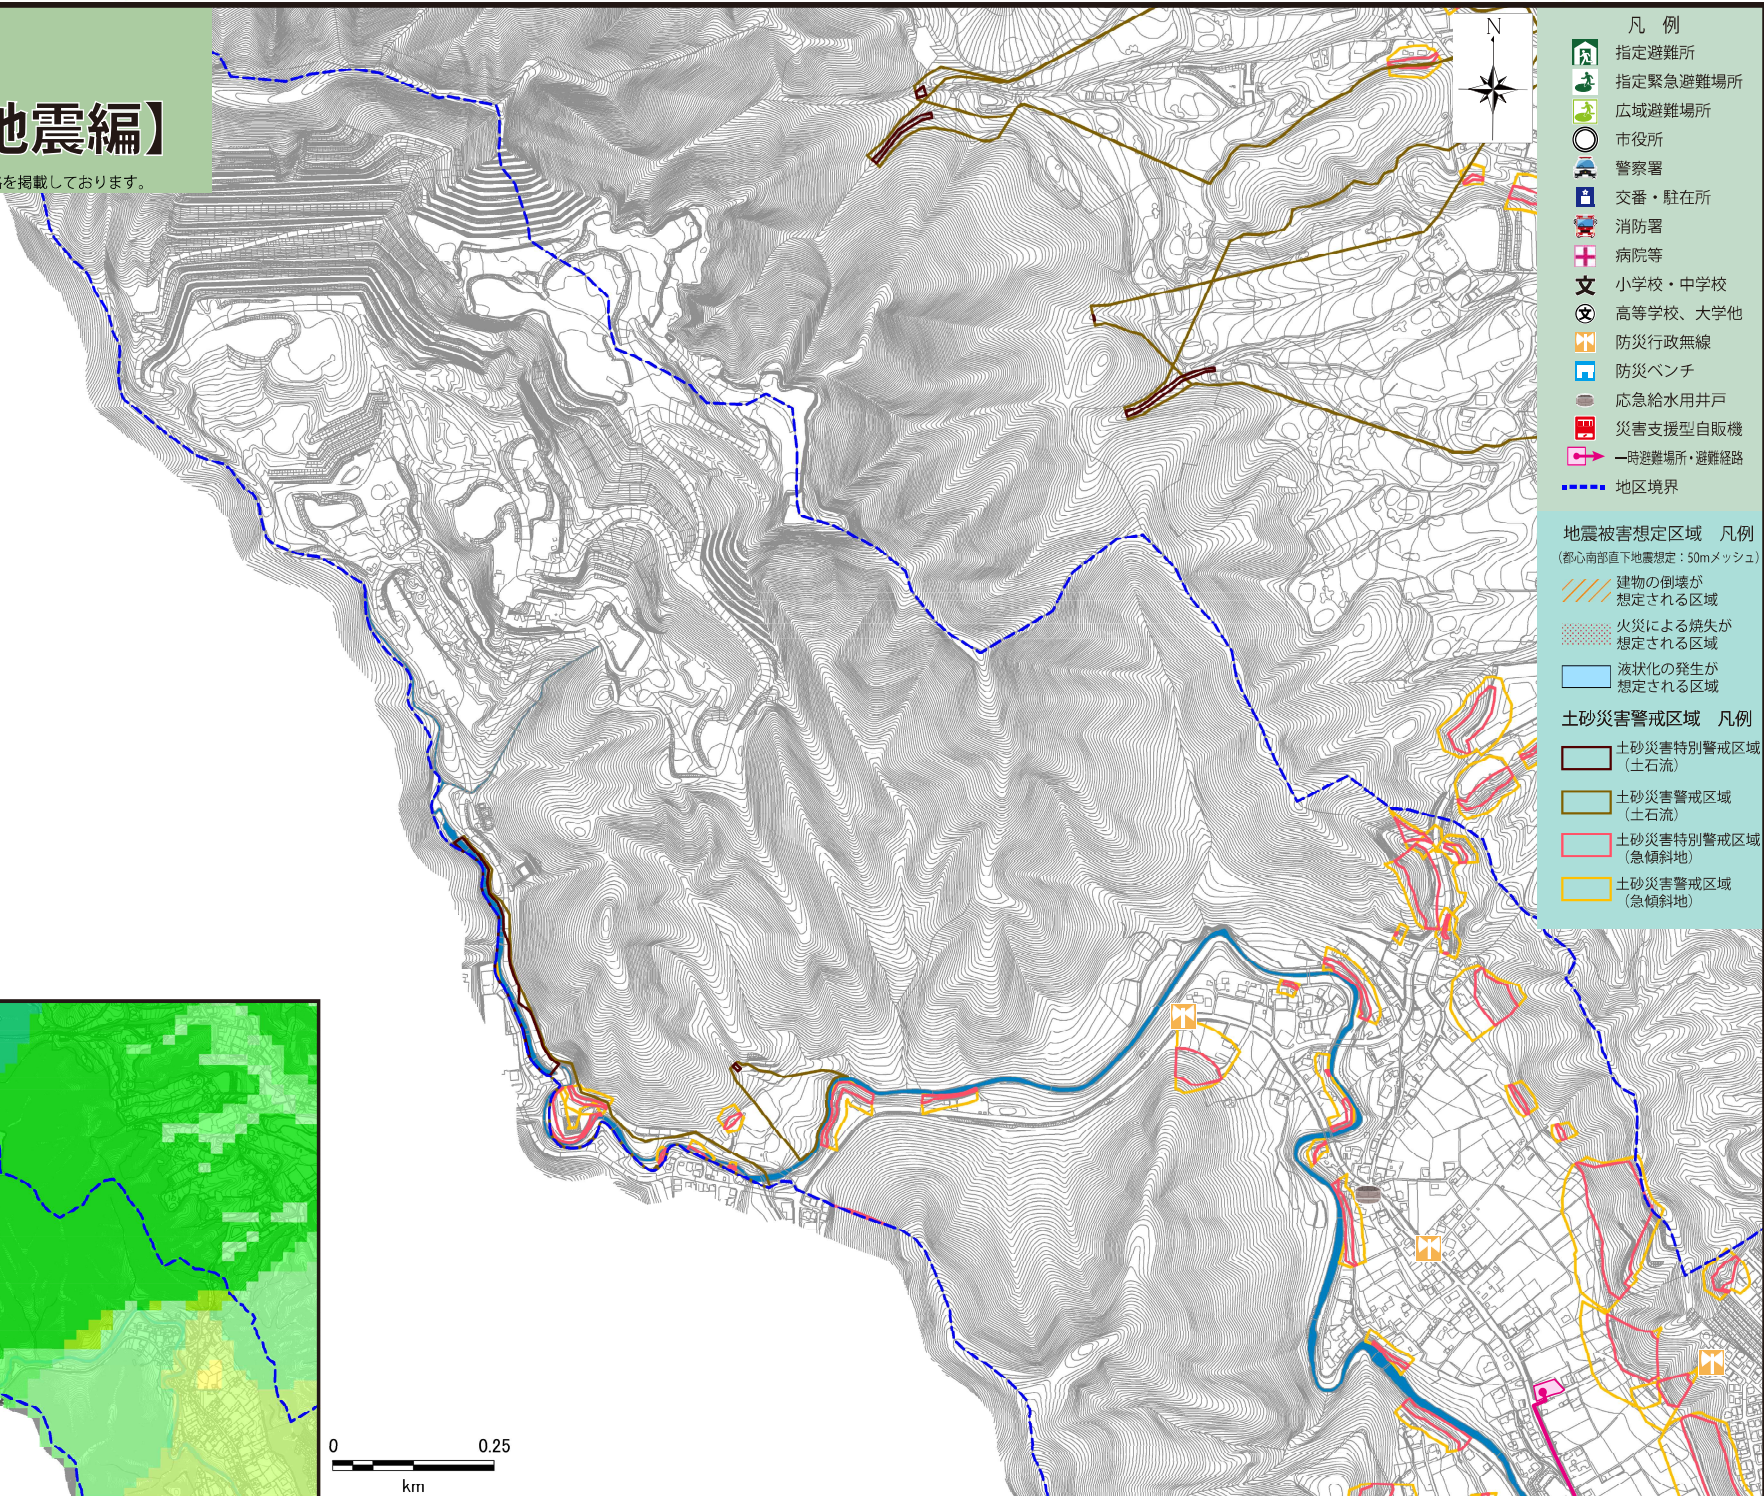 地震編】
を掲載しております。
N
凡 例
指定避難所
指定緊急避難場所
広域避難場所
市役所
警察署
交番・駐在所
消防署
病院等
文 小学校・中学校
文 高等学校、大学他
防災行政無線
防災ベンチ
応急給水用井戸
災害支援型自販機
一時避難場所・避難経路
地区境界
地震被害想定区域 凡例
（都心南部直下地震想定：50mメッシュ）
建物の倒壊が
想定される区域
火災による焼失が
想定される区域
液状化の発生が
想定される区域
土砂災害警戒区域 凡例
土砂災害特別警戒区域
（土石流）
土砂災害警戒区域
（土石流）
土砂災害特別警戒区域
（急傾斜地）
土砂災害警戒区域
（急傾斜地）
0 0.25
km